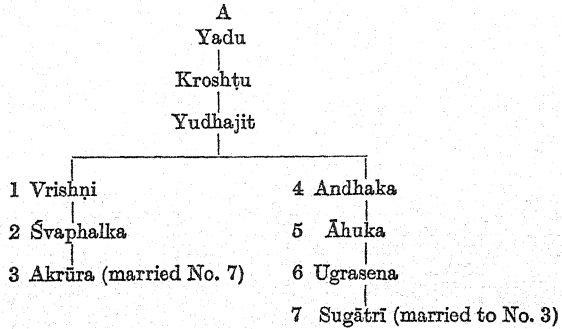 A
Yadu
Kroshṭu
Yudhajit
1 Vrishṇi 4 Andhaka
2 Śvaphalka 5 Āhuka
3 Akrūra (married No. 7) 6 Ugrasena
7 Sugātrī (married to No. 3)